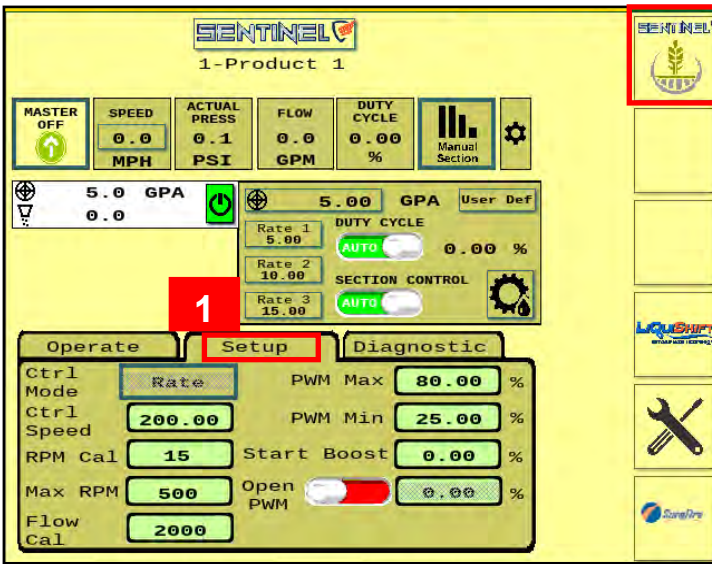 SENTINEL
1-Product 1
SENTINEL
MASTER OFF
SPEED
0.0
MPH
ACTUAL PRESS
0.1
PSI
FLOW
0.0
GPM
DUTY CYCLE
0.00
%
Manual Section
5.0 GPA
0.0
5.00 GPA
User Def
Rate 1
5.00
Rate 2
10.00
Rate 3
15.00
DUTY CYCLE
AUTO
0.00 %
SECTION CONTROL
AUTO
1
LiquiShift
Operate
Setup
Diagnostic
Ctrl Mode
Rate
PWM Max
80.00 %
Ctrl Speed
200.00
PWM Min
25.00 %
RPM Cal
15
Start Boost
0.00 %
Max RPM
500
Open PWM
0.00 %
Flow Cal
2000
SureFire